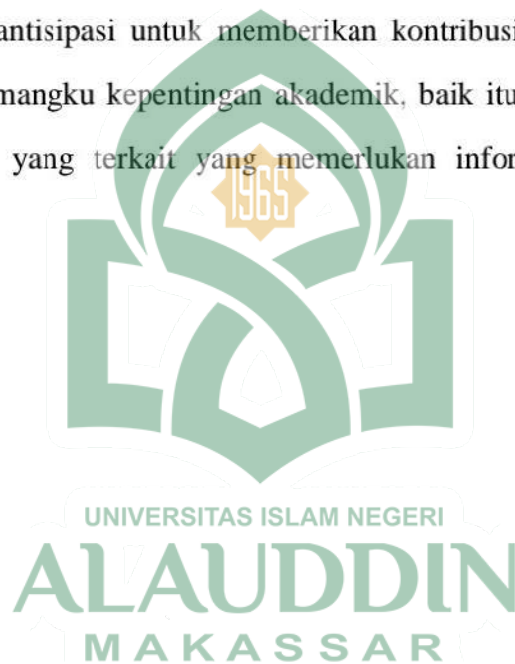 antisipasi untuk memberikan kontribusi
mangku kepentingan akademik, baik itu
yang terkait yang memerlukan infor
1965
UNIVERSITAS ISLAM NEGERI
ALAUDDIN
MAKASSAR